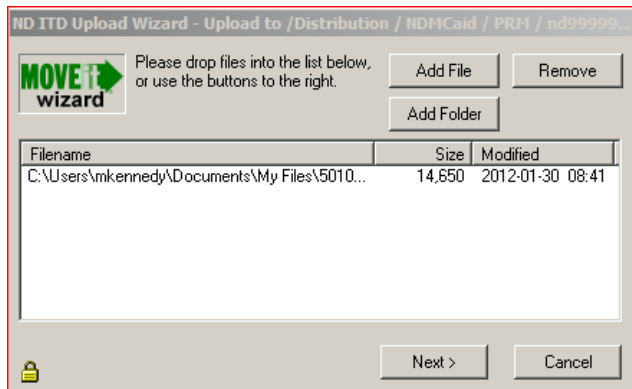 ND ITD Upload Wizard - Upload to /Distribution / NDMCaid / PRM / nd99999...
MOVEit
wizard
Please drop files into the list below,
or use the buttons to the right.
Add File
Remove
Add Folder
Filename Size Modified
C:\Users\mkennedy\Documents\My Files\5010... 14,650 2012-01-30 08:41
Next >
Cancel